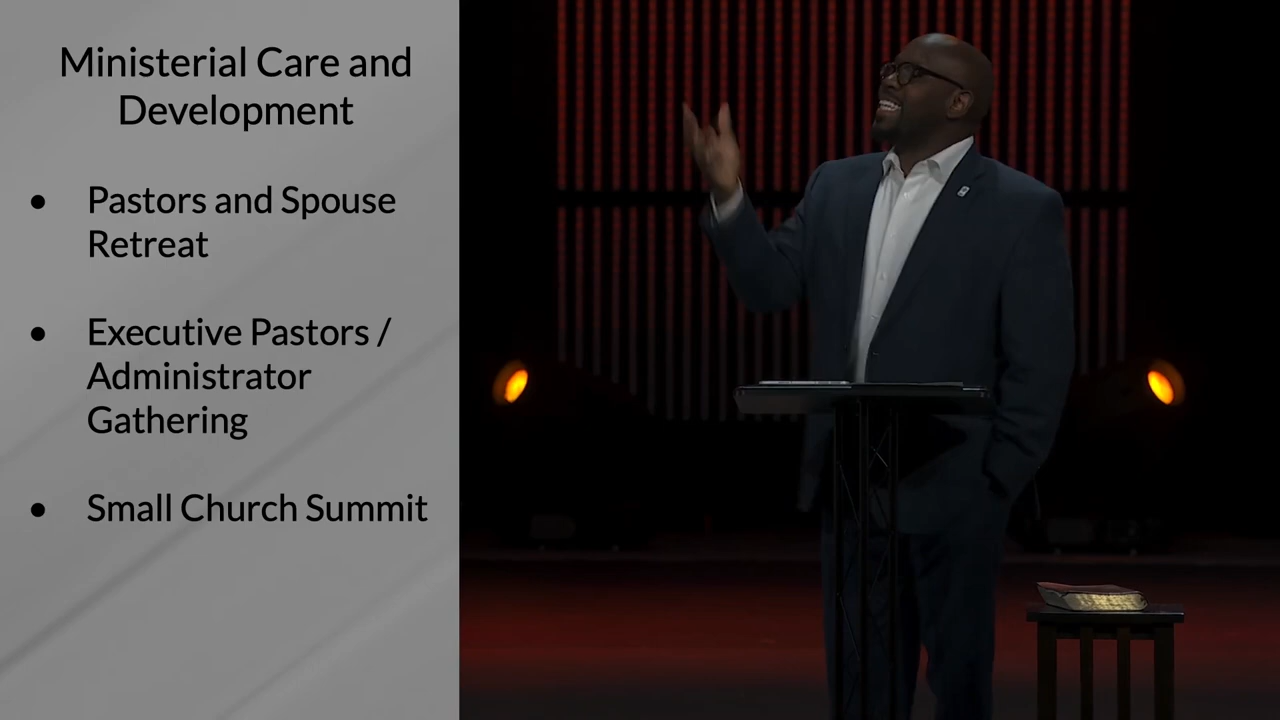 Ministerial Care and
Development
● Pastors and Spouse
Retreat
● Executive Pastors /
Administrator
Gathering
● Small Church Summit